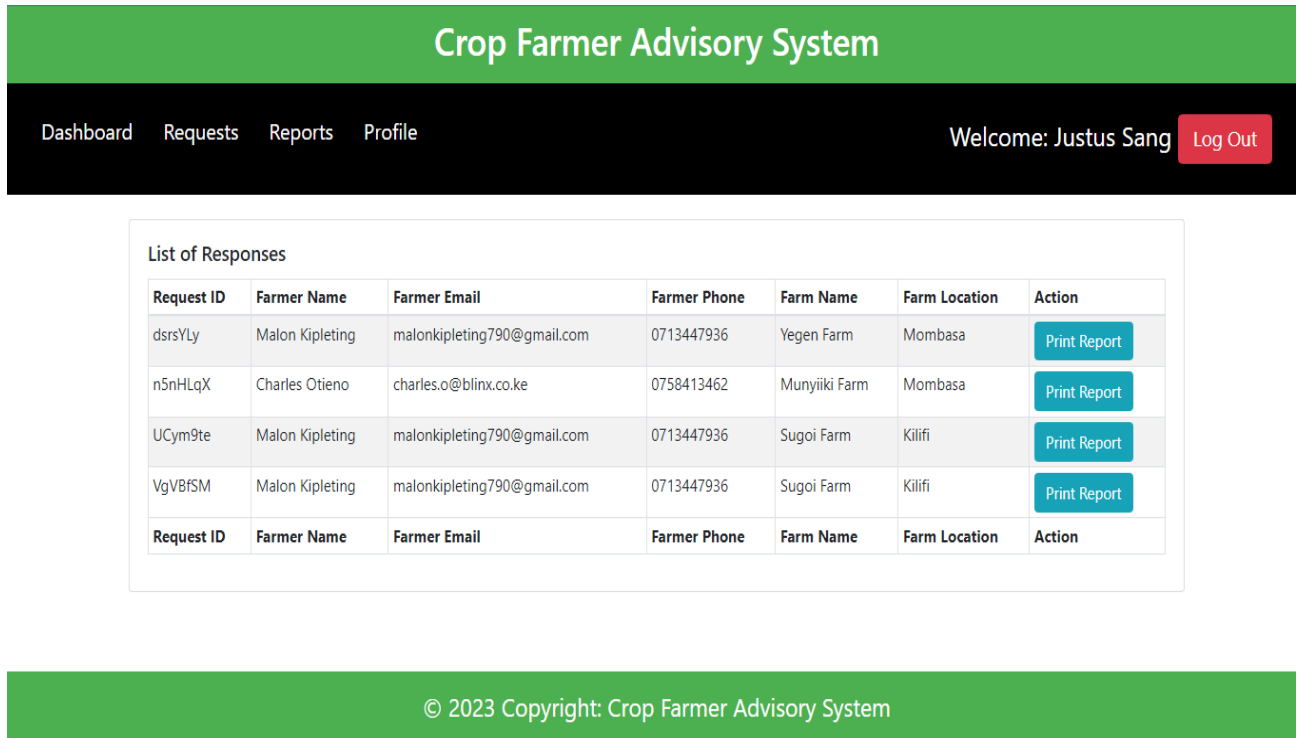 Crop Farmer Advisory System
Dashboard Requests Reports Profile Welcome: Justus Sang Log Out
List of Responses
Request ID Farmer Name Farmer Email Farmer Phone Farm Name Farm Location Action
dsrsYLy Malon Kipleting malonkipleting790@gmail.com 0713447936 Yegen Farm Mombasa Print Report
n5nHLqX Charles Otieno charles.o@blinx.co.ke 0758413462 Munyiiki Farm Mombasa Print Report
UCym9te Malon Kipleting malonkipleting790@gmail.com 0713447936 Sugoi Farm Kilifi Print Report
VgVBfSM Malon Kipleting malonkipleting790@gmail.com 0713447936 Sugoi Farm Kilifi Print Report
Request ID Farmer Name Farmer Email Farmer Phone Farm Name Farm Location Action
© 2023 Copyright: Crop Farmer Advisory System